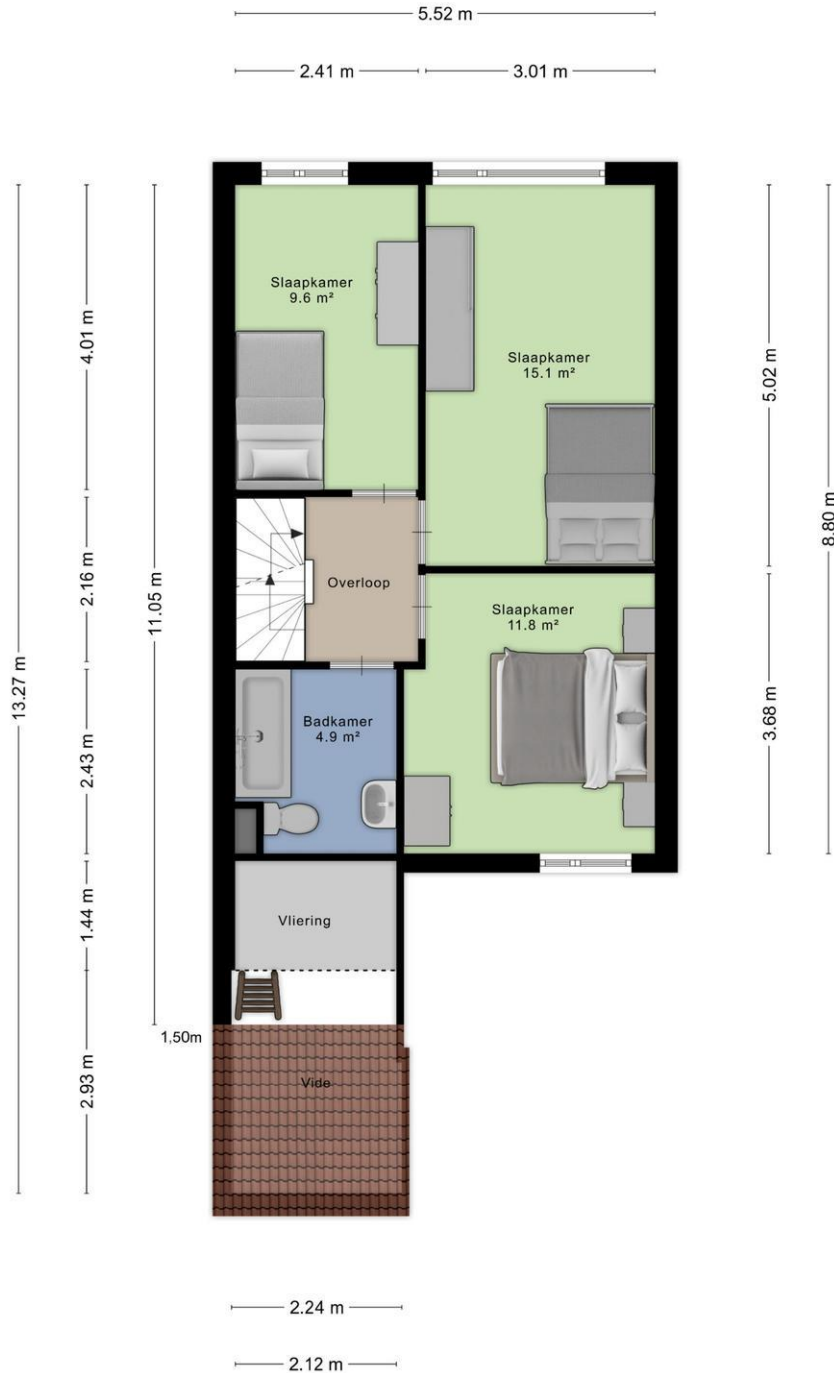 5.52 m
2.41 m
3.01 m
Slaapkamer
9.6 m²
Slaapkamer
15.1 m²
4.01 m
5.02 m
8.80 m
2.16 m
11.05 m
Overloop
Slaapkamer
11.8 m²
13.27 m
2.43 m
3.68 m
Badkamer
4.9 m²
1.44 m
Vliering
1,50m
2.93 m
Vide
2.24 m
2.12 m